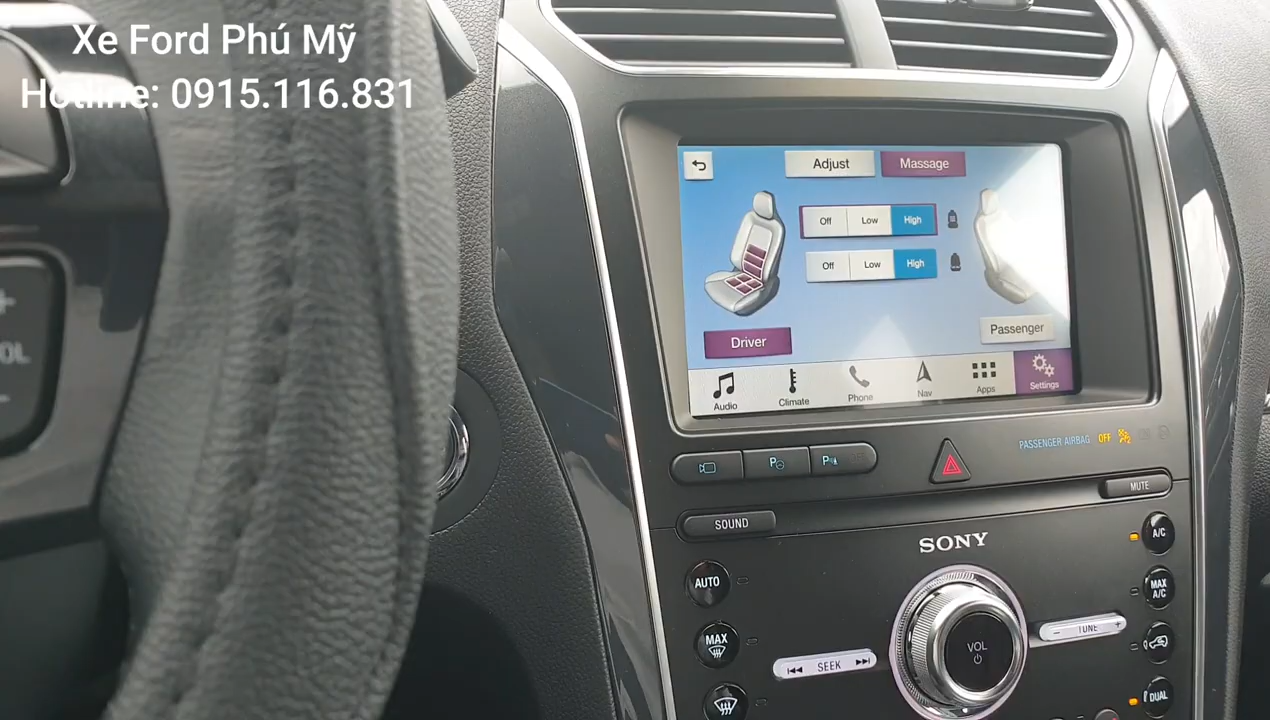 Xe Ford Phú Mỹ
Hotline: 0915.116.831
Adjust
Massage
Off Low High
Off Low High
Driver
Passenger
Audio
Climate
Phone
Nav
Apps
Settings
PASSENGER AIRBAG OFF
MUTE
SOUND
SONY
A/C
AUTO
MAX A/C
MAX
VOL
− TUNE +
SEEK
DUAL